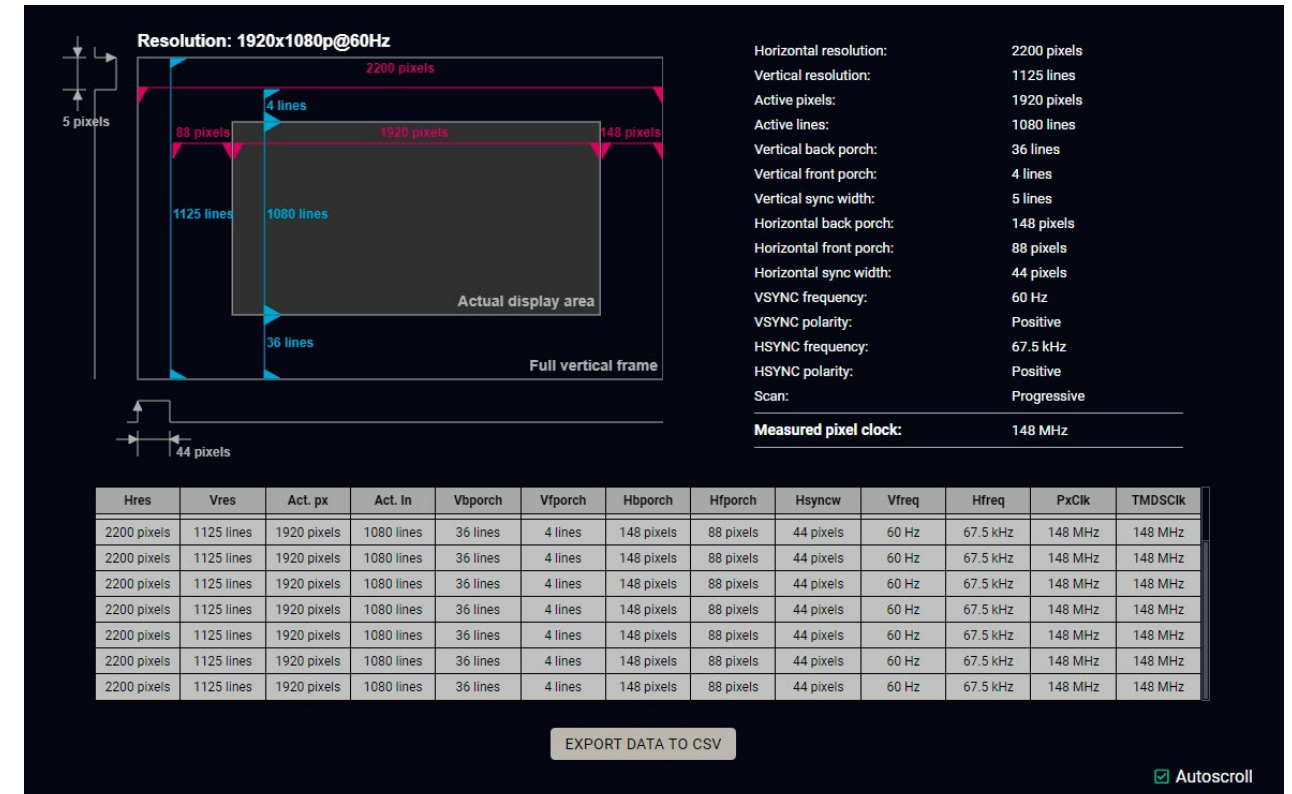 Resolution: 1920x1080p@60Hz
2200 pixels
4 lines
5 pixels
88 pixels
1920 pixels
148 pixels
1125 lines
1080 lines
Actual display area
36 lines
Full vertical frame
44 pixels
Horizontal resolution: 2200 pixels
Vertical resolution: 1125 lines
Active pixels: 1920 pixels
Active lines: 1080 lines
Vertical back porch: 36 lines
Vertical front porch: 4 lines
Vertical sync width: 5 lines
Horizontal back porch: 148 pixels
Horizontal front porch: 88 pixels
Horizontal sync width: 44 pixels
VSYNC frequency: 60 Hz
VSYNC polarity: Positive
HSYNC frequency: 67.5 kHz
HSYNC polarity: Positive
Scan: Progressive
Measured pixel clock: 148 MHz
Hres Vres Act. px Act. ln Vbporch Vfporch Hbporch Hfporch Hsyncw Vfreq Hfreq PxClk TMDSClk
2200 pixels 1125 lines 1920 pixels 1080 lines 36 lines 4 lines 148 pixels 88 pixels 44 pixels 60 Hz 67.5 kHz 148 MHz 148 MHz
2200 pixels 1125 lines 1920 pixels 1080 lines 36 lines 4 lines 148 pixels 88 pixels 44 pixels 60 Hz 67.5 kHz 148 MHz 148 MHz
2200 pixels 1125 lines 1920 pixels 1080 lines 36 lines 4 lines 148 pixels 88 pixels 44 pixels 60 Hz 67.5 kHz 148 MHz 148 MHz
2200 pixels 1125 lines 1920 pixels 1080 lines 36 lines 4 lines 148 pixels 88 pixels 44 pixels 60 Hz 67.5 kHz 148 MHz 148 MHz
2200 pixels 1125 lines 1920 pixels 1080 lines 36 lines 4 lines 148 pixels 88 pixels 44 pixels 60 Hz 67.5 kHz 148 MHz 148 MHz
2200 pixels 1125 lines 1920 pixels 1080 lines 36 lines 4 lines 148 pixels 88 pixels 44 pixels 60 Hz 67.5 kHz 148 MHz 148 MHz
2200 pixels 1125 lines 1920 pixels 1080 lines 36 lines 4 lines 148 pixels 88 pixels 44 pixels 60 Hz 67.5 kHz 148 MHz 148 MHz
EXPORT DATA TO CSV
Autoscroll